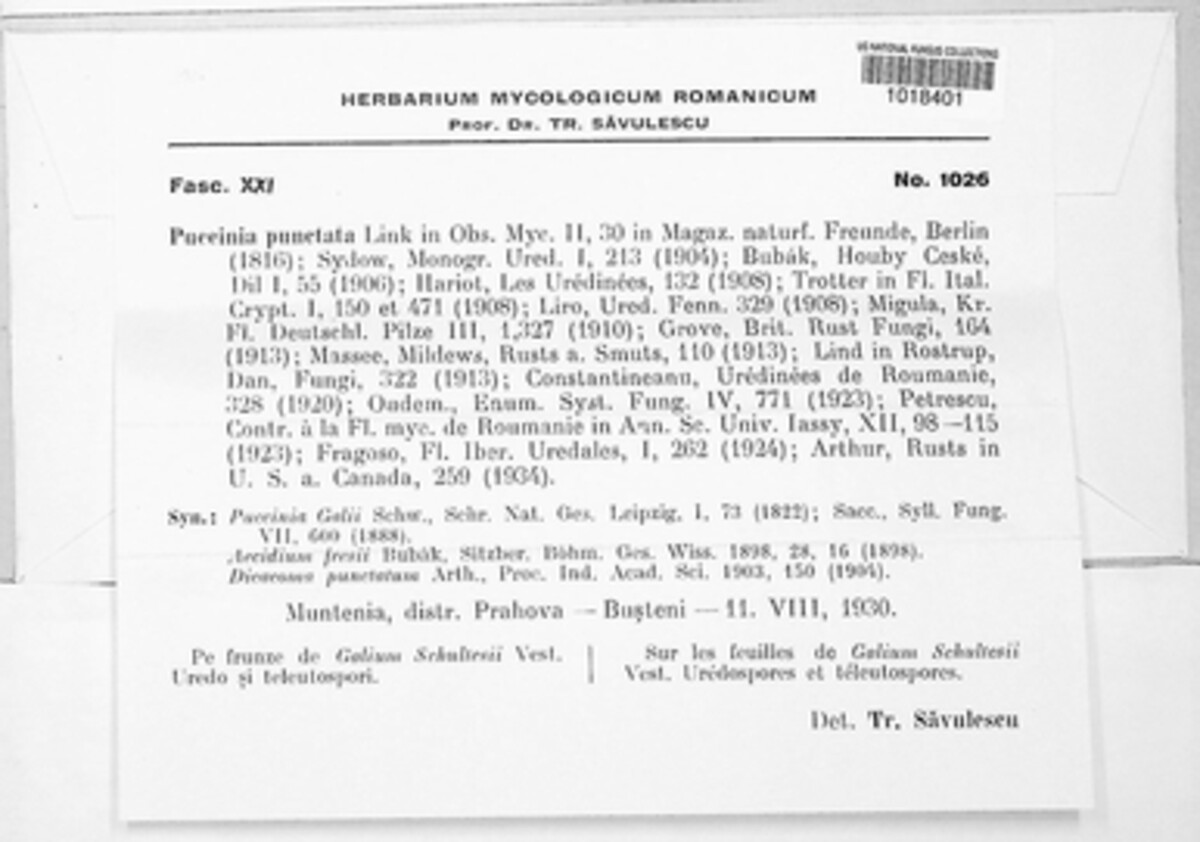 US NATIONAL FUNGUS COLLECTIONS
1018401
HERBARIUM MYCOLOGICUM ROMANICUM
PROF. DR. TR. SĂVULESCU
Fasc. XXI
No. 1026
Puccinia punctata Link in Obs. Myc. II, 30 in Magaz. naturf. Freunde, Berlin
(1816); Sydow, Monogr. Ured. I, 213 (1904); Bubák, Houby Ceské,
Dil I, 55 (1906); Hariot, Les Urédinées, 132 (1908); Trotter in Fl. Ital.
Crypt. I, 150 et 471 (1908); Liro, Ured. Fenn. 329 (1908); Migula, Kr.
Fl. Deutschl. Pilze III, 1,327 (1910); Grove, Brit. Rust Fungi, 164
(1913); Massee, Mildews, Rusts a. Smuts, 110 (1913); Lind in Rostrup,
Dan, Fungi, 322 (1913); Constantineanu, Urédinées de Roumanie,
328 (1920); Oudem., Enum. Syst. Fung. IV, 771 (1923); Petrescu,
Contr. à la Fl. myc. de Roumanie in Ann. Sc. Univ. Iassy, XII, 98—115
(1923); Fragoso, Fl. Iber. Uredales, I, 262 (1924); Arthur, Rusts in
U. S. a. Canada, 259 (1934).
Syn.: Puccinia Galii Schw., Schr. Nat. Ges. Leipzig, I, 73 (1822); Sacc., Syll. Fung.
VII, 600 (1888).
Aecidium Bubák, Sitzber. Böhm. Ges. Wiss. 1898, 28, 16 (1898).
Dicaeoma punctatum Arth., Proc. Ind. Acad. Sci. 1903, 150 (1904).
Muntenia, distr. Prahova — Bușteni — 11. VIII, 1930.
Pe frunze de Galium Schultesii Vest.
Uredo și teleutospori.
Sur les feuilles de Galium Schultesii
Vest. Urédospores et téleutospores.
Det. Tr. Săvulescu